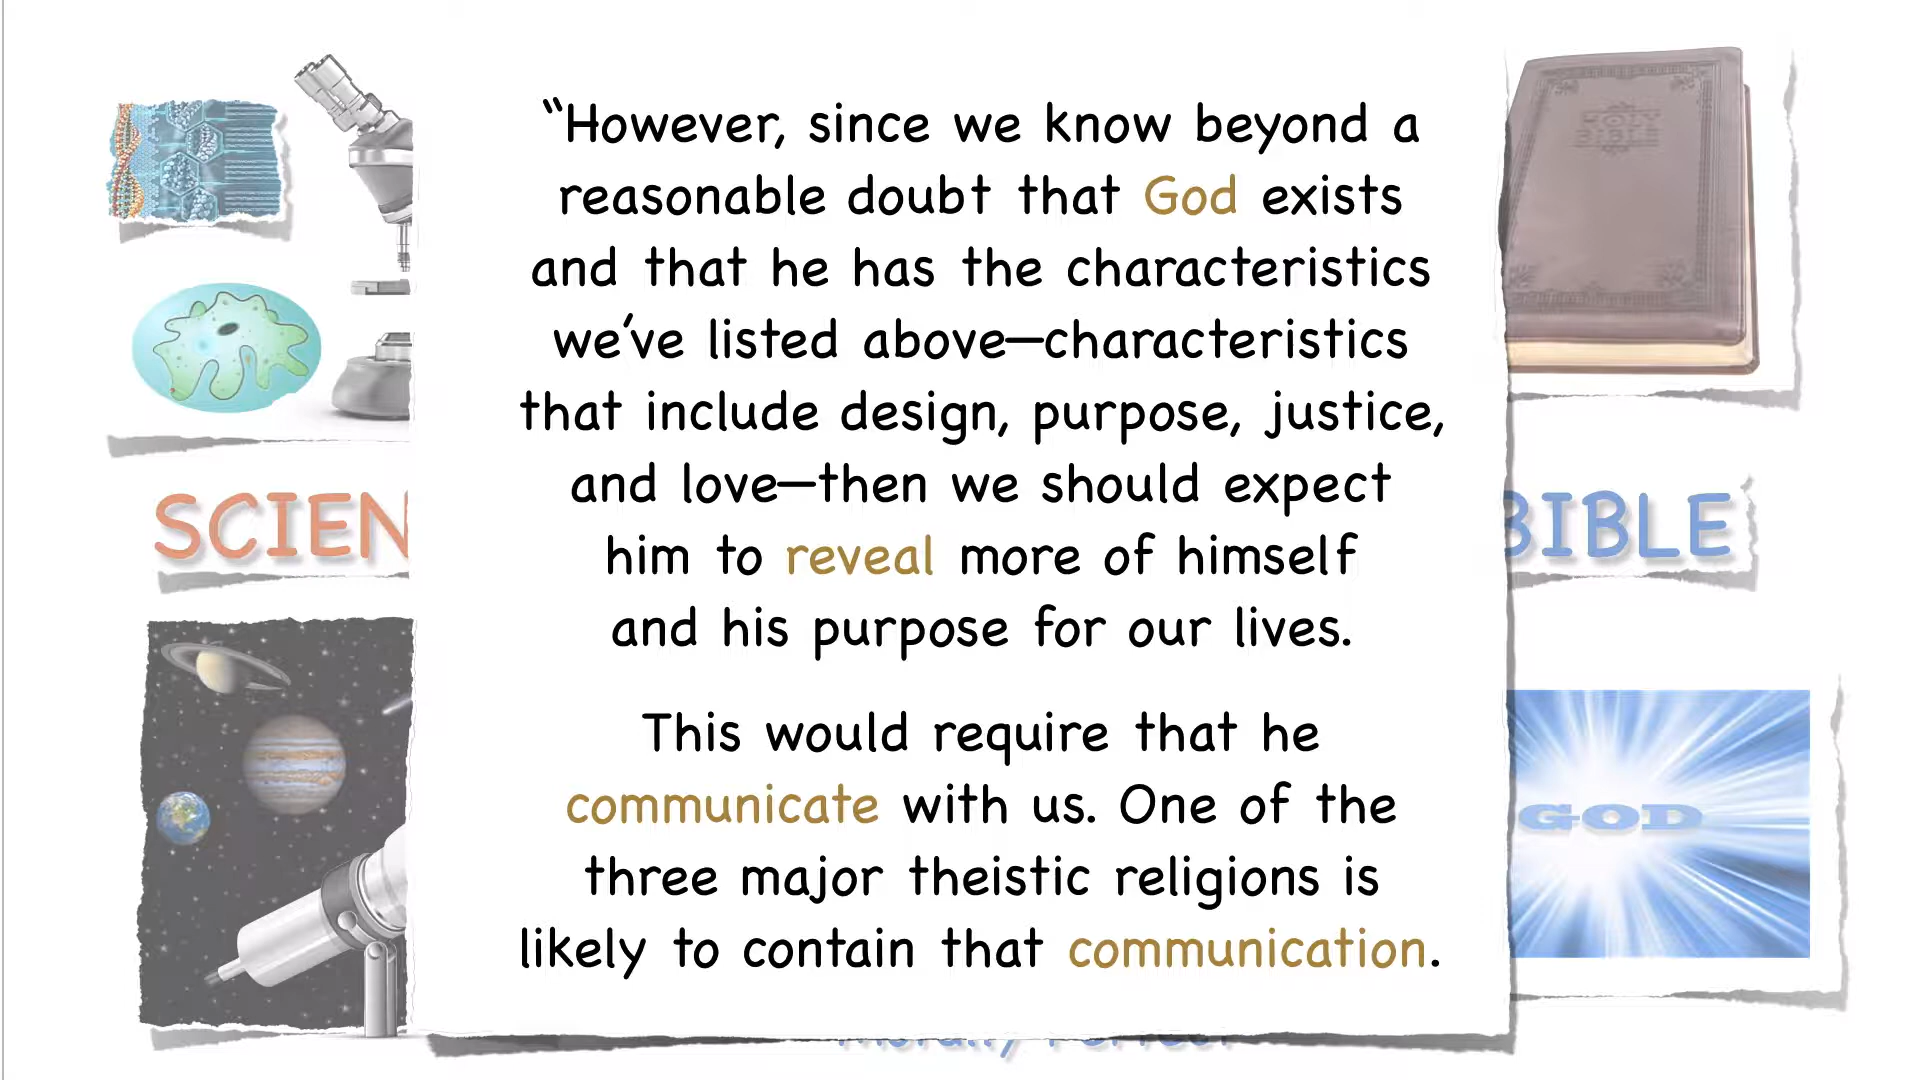 “However, since we know beyond a
reasonable doubt that God exists
and that he has the characteristics
we’ve listed above—characteristics
that include design, purpose, justice,
and love—then we should expect
him to reveal more of himself
and his purpose for our lives.
This would require that he
communicate with us. One of the
three major theistic religions is
likely to contain that communication.
HOLY
BIBLE
SCIEN
BIBLE
GOD